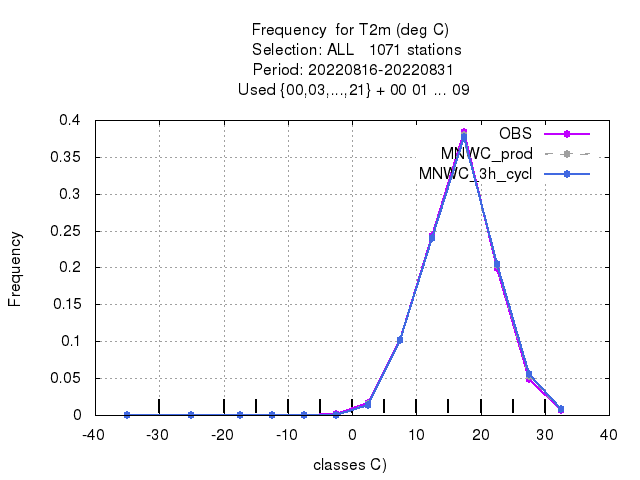 Frequency  for T2m (deg C)
Selection: ALL   1071 stations
Period: 20220816-20220831
Used {00,03,...,21} + 00 01 ... 09
OBS
MNWC_prod
MNWC_3h_cycl
0.4
0.35
0.3
0.25
0.2
0.15
0.1
0.05
0
Frequency
-40 -30 -20 -10 0 10 20 30 40
classes C)